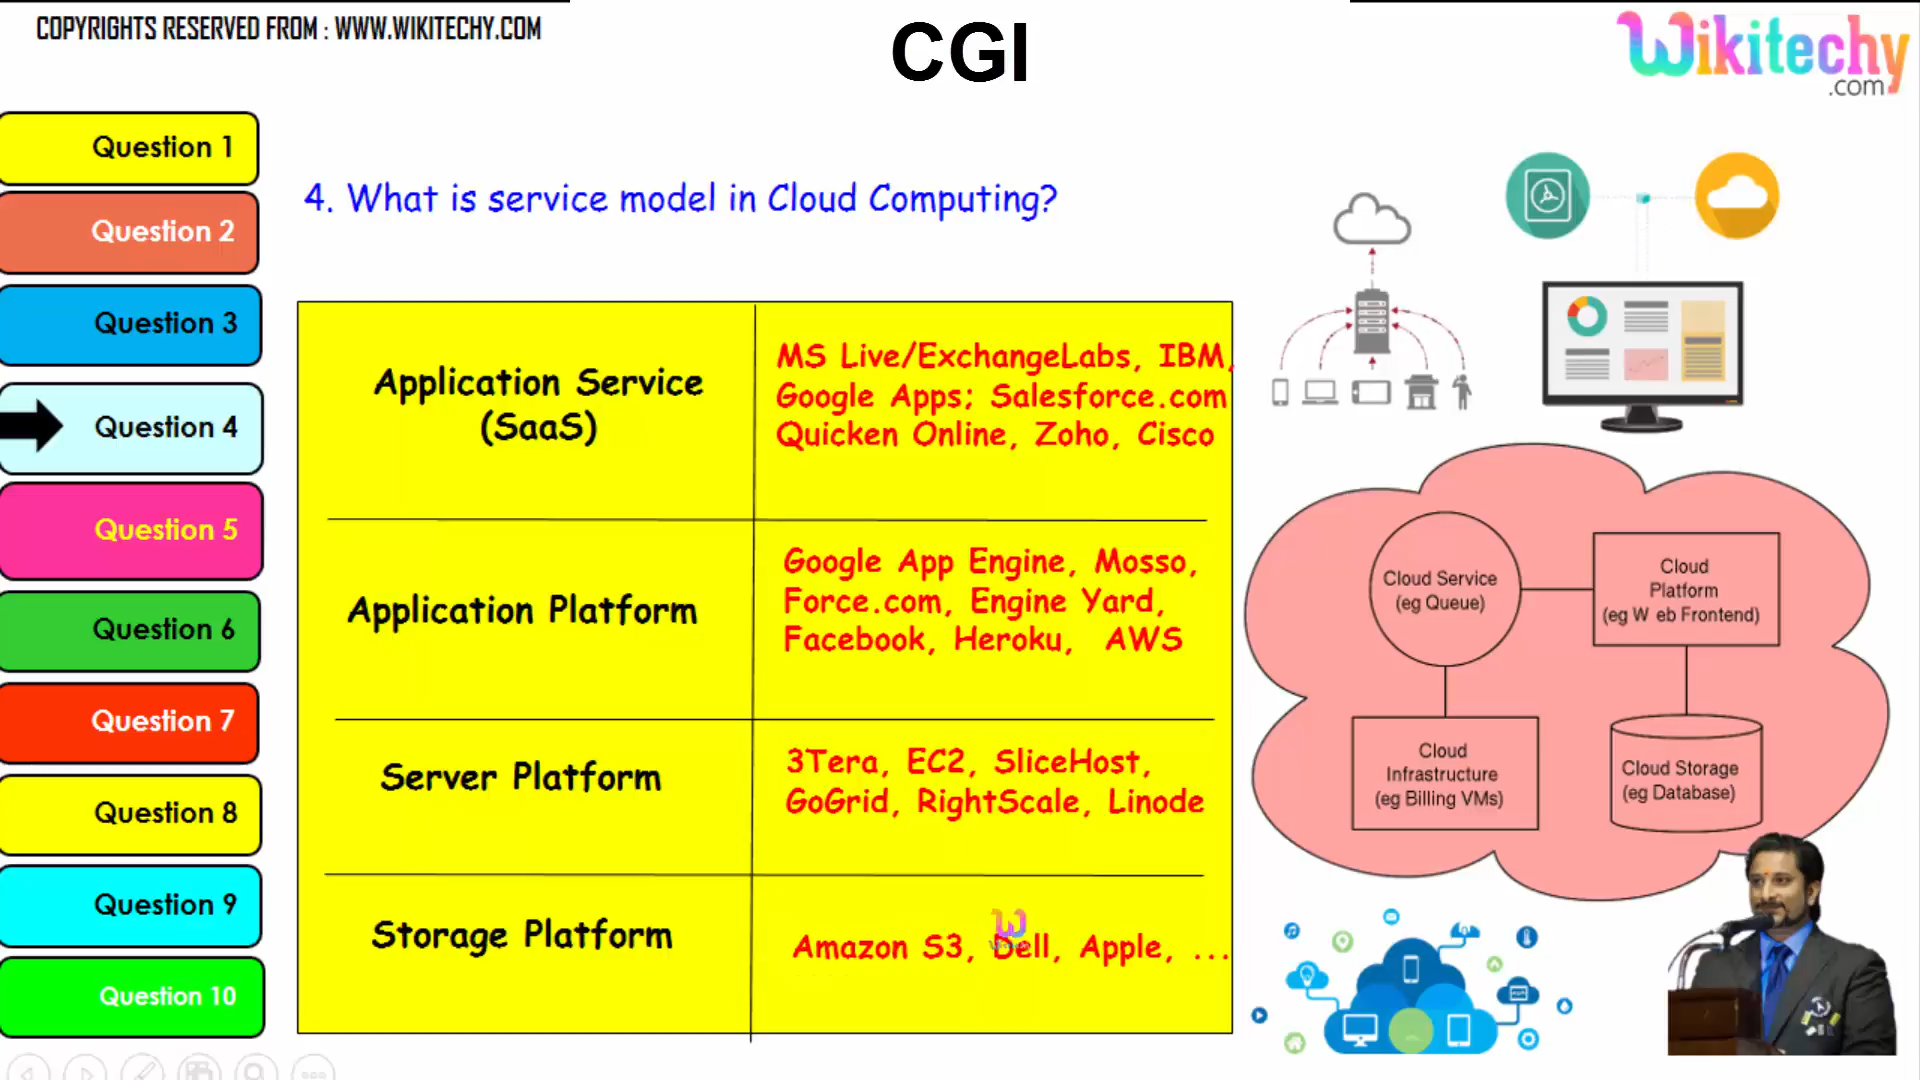 COPYRIGHTS RESERVED FROM : WWW.WIKITECHY.COM
CGI
Wikitechy
.com
Question 1
Question 2
Question 3
Question 4
Question 5
Question 6
Question 7
Question 8
Question 9
Question 10
4. What is service model in Cloud Computing?
Application Service
(SaaS)
MS Live/ExchangeLabs, IBM,
Google Apps; Salesforce.com
Quicken Online, Zoho, Cisco
Application Platform
Google App Engine, Mosso,
Force.com, Engine Yard,
Facebook, Heroku, AWS
Server Platform
3Tera, EC2, SliceHost,
GoGrid, RightScale, Linode
Storage Platform
Amazon S3, Dell, Apple, ...
Cloud Service
(eg Queue)
Cloud
Platform
(eg W eb Frontend)
Cloud
Infrastructure
(eg Billing VMs)
Cloud Storage
(eg Database)